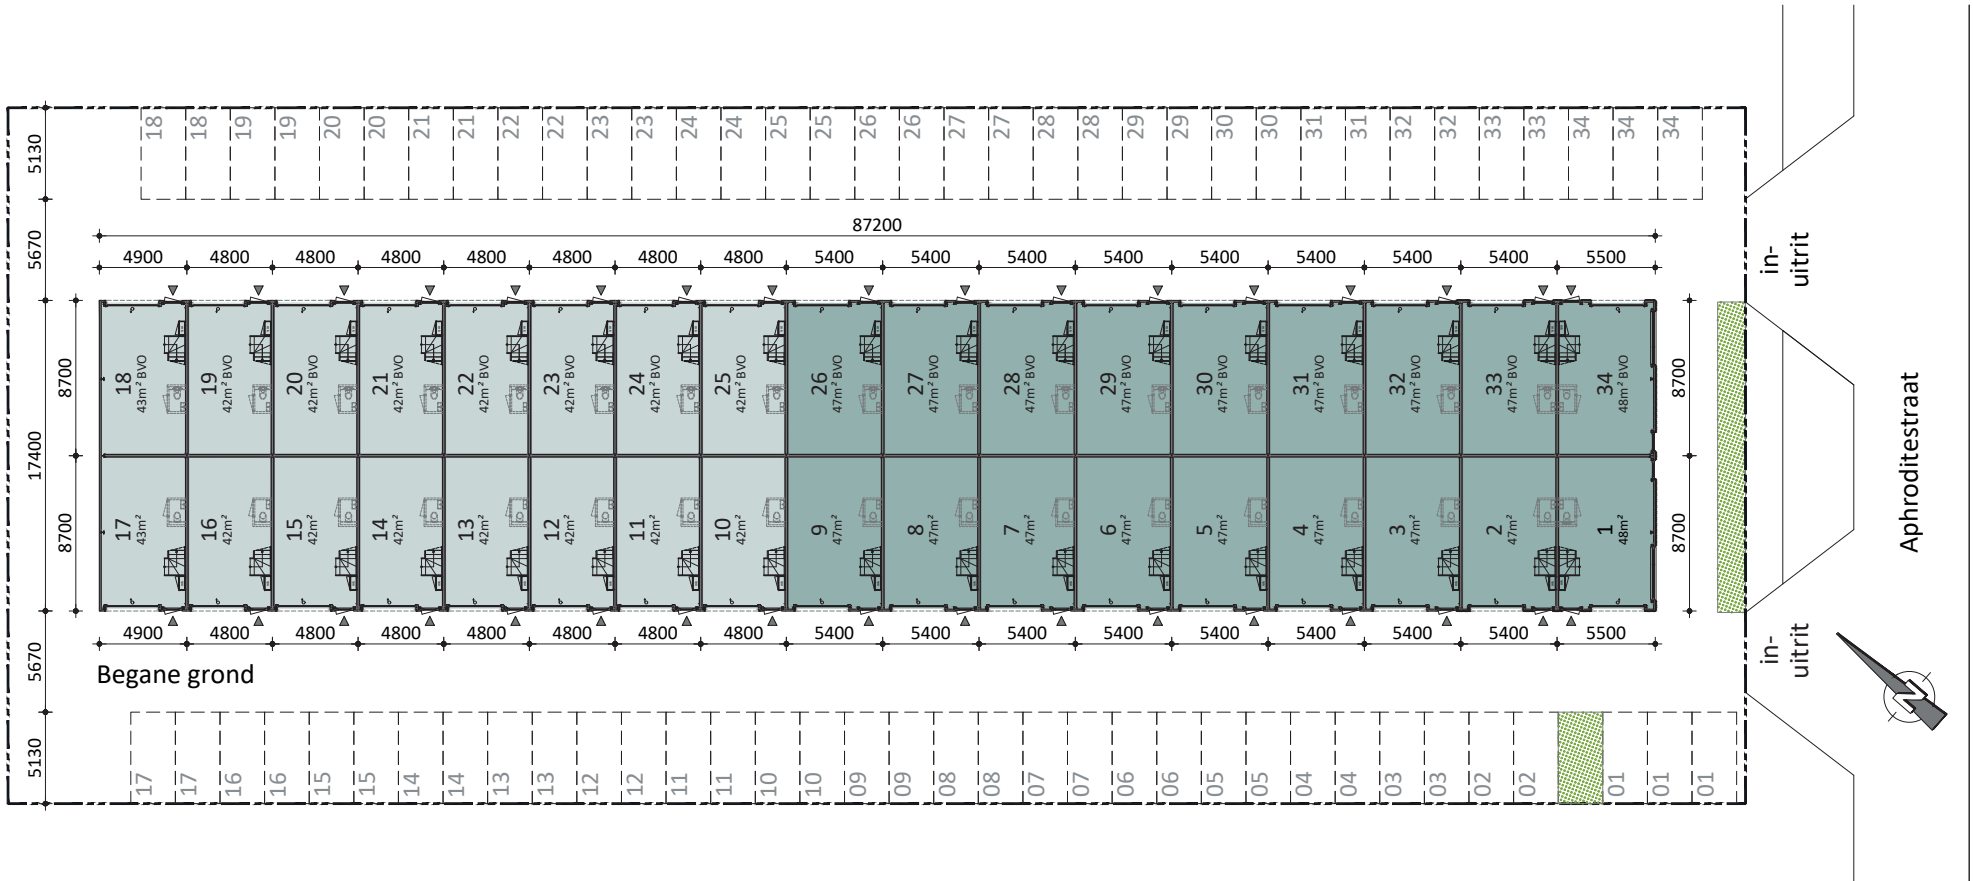 18 18 19 19 20 20 21 21 22 22 23 23 24 24 25 25 26 26 27 27 28 28 29 29 30 30 31 31 32 32 33 33 34 34 34
5130
5670
17400
5670
5130
87200
4900 4800 4800 4800 4800 4800 4800 4800 5400 5400 5400 5400 5400 5400 5400 5400 5500
8700
8700
18
43m² BVO
19
42m² BVO
20
42m² BVO
21
42m² BVO
22
42m² BVO
23
42m² BVO
24
42m² BVO
25
42m² BVO
26
47m² BVO
27
47m² BVO
28
47m² BVO
29
47m² BVO
30
47m² BVO
31
47m² BVO
32
47m² BVO
33
47m² BVO
34
48m² BVO
17
43m²
16
42m²
15
42m²
14
42m²
13
42m²
12
42m²
11
42m²
10
42m²
9
47m²
8
47m²
7
47m²
6
47m²
5
47m²
4
47m²
3
47m²
2
47m²
1
48m²
8700
8700
4900 4800 4800 4800 4800 4800 4800 4800 5400 5400 5400 5400 5400 5400 5400 5400 5500
Begane grond
17 17 16 16 15 15 14 14 13 13 12 12 11 11 10 10 09 09 08 08 07 07 06 06 05 05 04 04 03 03 02 02 01 01 01
in-
uitrit
in-
uitrit
Aphroditestraat
N